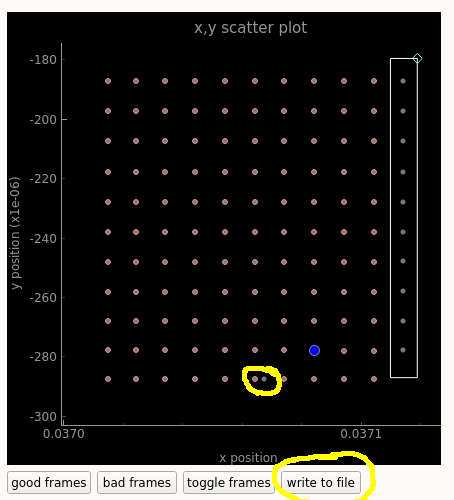 x,y scatter plot
-180
-200
-220
-240
-260
-280
-300
y position (x1e-06)
0.0370
0.0371
x position
good frames
bad frames
toggle frames
write to file